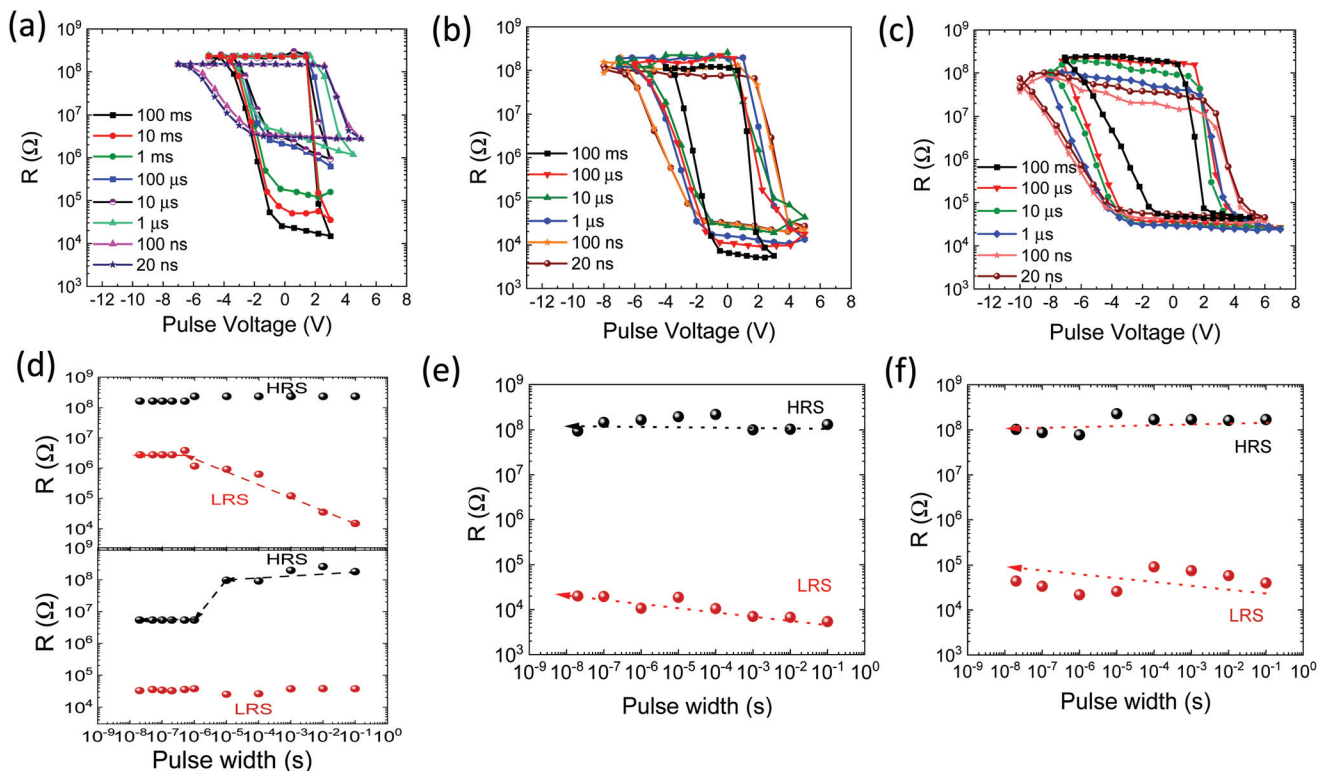 (a)
R (Ω)
10⁹
10⁸
10⁷
10⁶
10⁵
10⁴
10³
100 ms
10 ms
1 ms
100 μs
10 μs
1 μs
100 ns
20 ns
-12 -10 -8 -6 -4 -2 0 2 4 6 8
Pulse Voltage (V)
(b)
R (Ω)
10⁹
10⁸
10⁷
10⁶
10⁵
10⁴
10³
100 ms
100 μs
10 μs
1 μs
100 ns
20 ns
-12 -10 -8 -6 -4 -2 0 2 4 6 8
Pulse Voltage (V)
(c)
R (Ω)
10⁹
10⁸
10⁷
10⁶
10⁵
10⁴
10³
100 ms
100 μs
10 μs
1 μs
100 ns
20 ns
-12 -10 -8 -6 -4 -2 0 2 4 6 8
Pulse Voltage (V)
(d)
R (Ω)
10⁹
10⁸
10⁷
10⁶
10⁵
10⁴
HRS
LRS
R (Ω)
10⁹
10⁸
10⁷
10⁶
10⁵
10⁴
HRS
LRS
10⁻⁹ 10⁻⁸ 10⁻⁷ 10⁻⁶ 10⁻⁵ 10⁻⁴ 10⁻³ 10⁻² 10⁻¹ 10⁰
Pulse width (s)
(e)
R (Ω)
10⁹
10⁸
10⁷
10⁶
10⁵
10⁴
10³
HRS
LRS
10⁻⁹ 10⁻⁸ 10⁻⁷ 10⁻⁶ 10⁻⁵ 10⁻⁴ 10⁻³ 10⁻² 10⁻¹ 10⁰
Pulse width (s)
(f)
R (Ω)
10⁹
10⁸
10⁷
10⁶
10⁵
10⁴
10³
HRS
LRS
10⁻⁹ 10⁻⁸ 10⁻⁷ 10⁻⁶ 10⁻⁵ 10⁻⁴ 10⁻³ 10⁻² 10⁻¹ 10⁰
Pulse width (s)